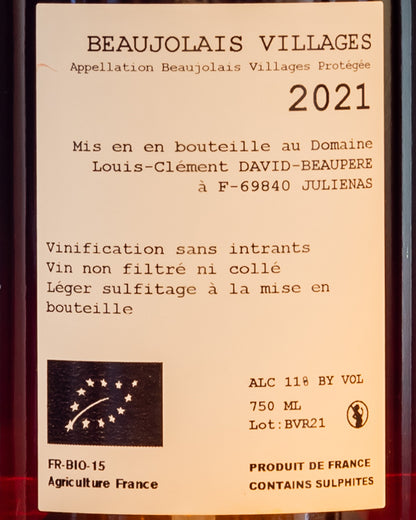 BEAUJOLAIS VILLAGES
Appellation Beaujolais Villages Protégée
2021
Mis en en bouteille au Domaine
Louis-Clément DAVID-BEAUPERE
à F-69840 JULIENAS
Vinification sans intrants
Vin non filtré ni collé
Léger sulfitage à la mise en
bouteille
ALC 11% BY VOL
750 ML
Lot:BVR21
FR-BIO-15
Agriculture France
PRODUIT DE FRANCE
CONTAINS SULPHITES